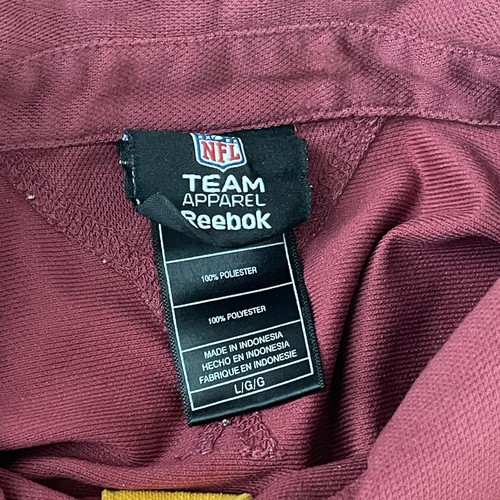 NFL
TEAM
APPAREL
Reebok
100% POLIESTER
100% POLYESTER
MADE IN INDONESIA
HECHO EN INDONESIA
FABRIQUE EN INDONESIE
L/G/G